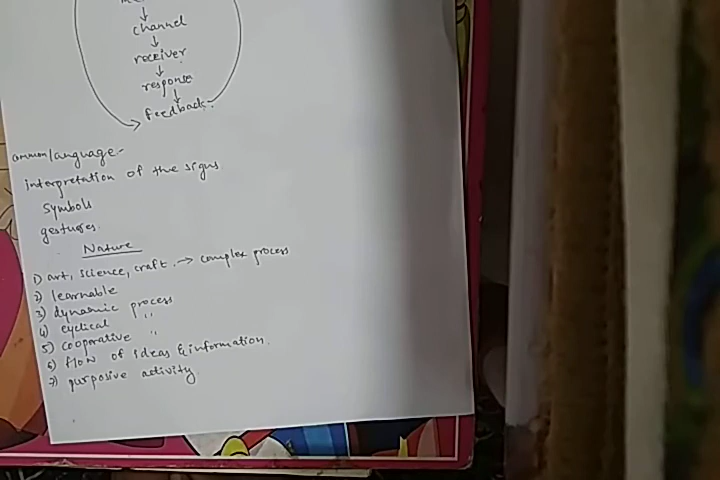 channel
receiver
response
feedback.
language-
interpretation of the signs
symbols
gestures.
Nature
1) art, science, craft. → complex process
2) learnable
3) dynamic process
4) cyclical "
5) cooperative "
6) flow of ideas & information.
7) purposive activity.